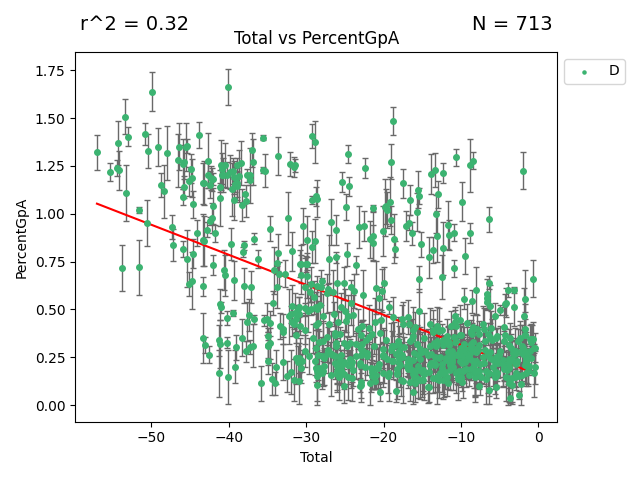 r^2 = 0.32
N = 713
Total vs PercentGpA
D
PercentGpA
1.75
1.50
1.25
1.00
0.75
0.50
0.25
0.00
−50
−40
−30
−20
−10
0
Total